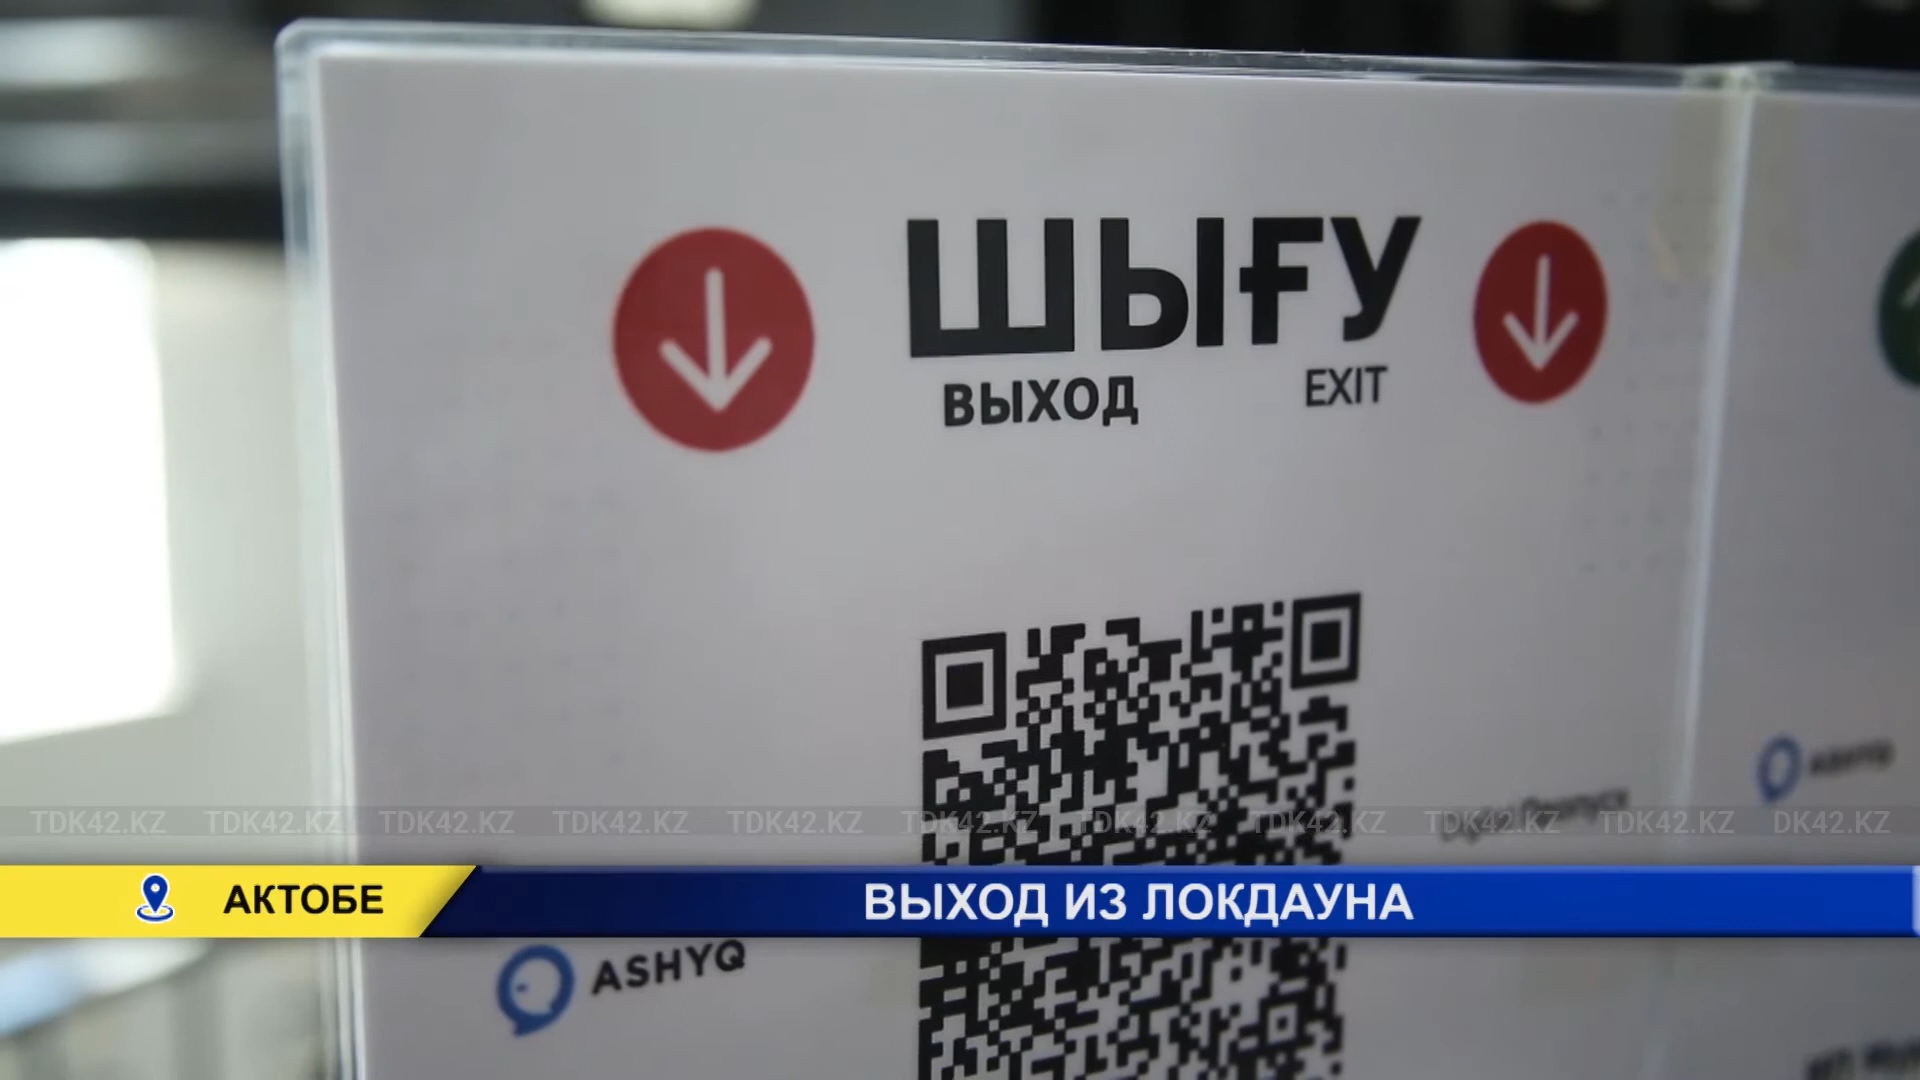 ШЫҒУ
ВЫХОД EXIT
ASHYQ
TDK42.KZ TDK42.KZ TDK42.KZ TDK42.KZ TDK42.KZ TDK42.KZ TDK42.KZ TDK42.KZ TDK42.KZ TDK42.KZ DK42.KZ
АКТОБЕ ВЫХОД ИЗ ЛОКДАУНА
ASHYQ